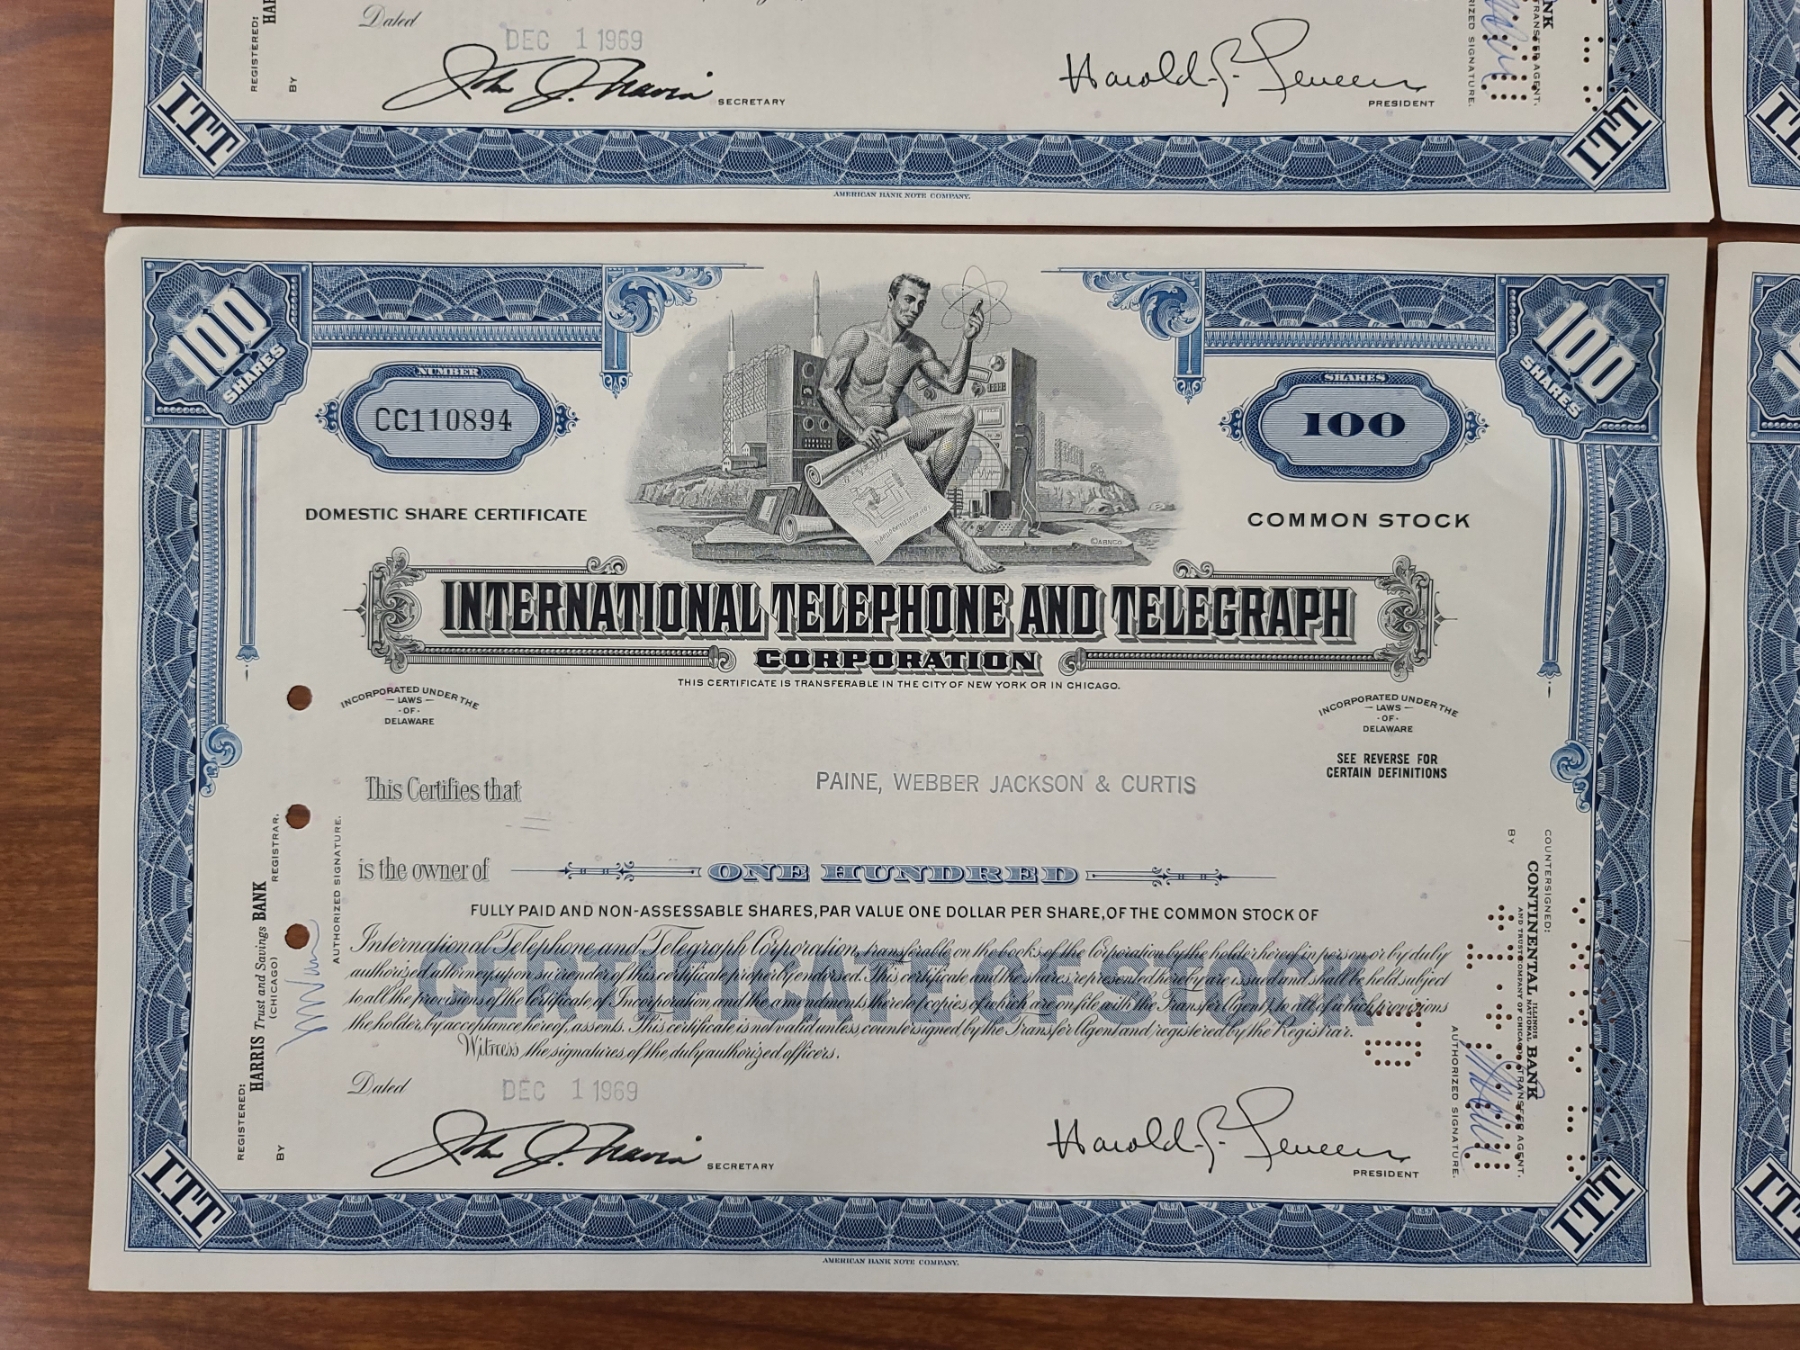 Dated
DEC 1 1969
SECRETARY
PRESIDENT
REGISTERED:
BY
ITT
ITT
AMERICAN BANK NOTE COMPANY.
100
SHARES
100
SHARES
NUMBER
CC110894
SHARES
100
DOMESTIC SHARE CERTIFICATE
COMMON STOCK
©ABNCO
INTERNATIONAL TELEPHONE AND TELEGRAPH
CORPORATION
THIS CERTIFICATE IS TRANSFERABLE IN THE CITY OF NEW YORK OR IN CHICAGO.
INCORPORATED UNDER THE
LAWS
-OF-
DELAWARE
INCORPORATED UNDER THE
LAWS
-OF-
DELAWARE
SEE REVERSE FOR
CERTAIN DEFINITIONS
This Certifies that
PAINE, WEBBER JACKSON & CURTIS
is the owner of
ONE HUNDRED
FULLY PAID AND NON-ASSESSABLE SHARES, PAR VALUE ONE DOLLAR PER SHARE, OF THE COMMON STOCK OF
International Telephone and Telegraph Corporation, transferable on the books of the Corporation by the holder hereof in person or by duly
authorized attorney, upon surrender of this certificate properly endorsed. This certificate and the shares represented hereby are issued and shall be held subject
to all the provisions of the Certificate of Incorporation and the amendments thereto (copies of which are on file with the Transfer Agent), to all of which provisions
the holder, by acceptance hereof, assents. This certificate is not valid unless countersigned by the Transfer Agent and registered by the Registrar.
Witness the signatures of the duly authorized officers.
CERTIFICATE OF STOCK
Dated
DEC 1 1969
SECRETARY
PRESIDENT
REGISTERED:
HARRIS Trust and Savings BANK
(CHICAGO)
REGISTRAR,
BY
AUTHORIZED SIGNATURE.
COUNTERSIGNED:
CONTINENTAL ILLINOIS NATIONAL BANK
AND TRUST COMPANY OF CHICAGO
TRANSFER AGENT,
BY
AUTHORIZED SIGNATURE.
ITT
ITT
AMERICAN BANK NOTE COMPANY.